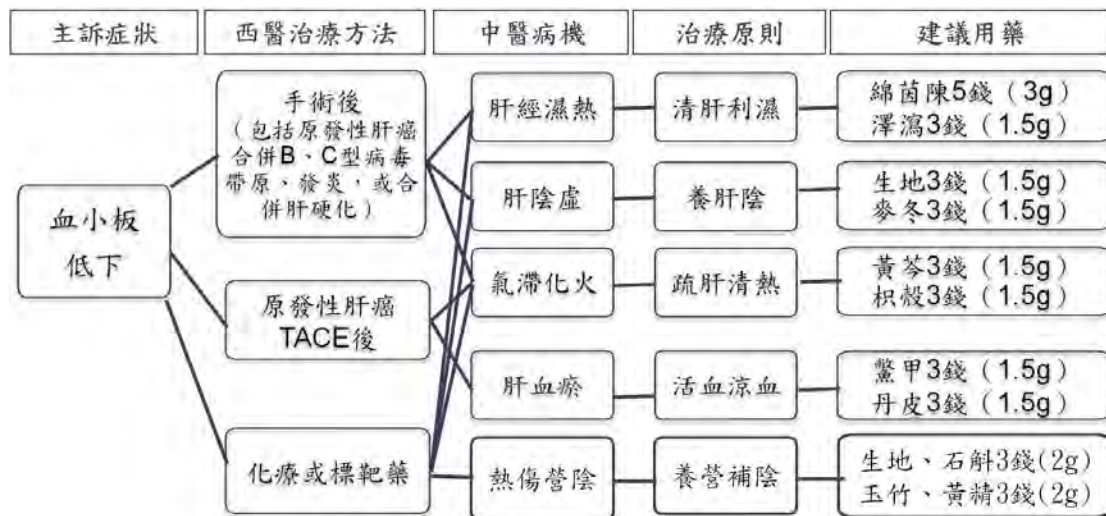 主訴症狀
西醫治療方法
中醫病機
治療原則
建議用藥
血小板
低下
手術後
（包括原發性肝癌
合併B、C型病毒
帶原，發炎，或合
併肝硬化）
原發性肝癌
TACE後
化療或標靶藥
肝經濕熱
清肝利濕
綿茵陳5錢（3g）
澤瀉3錢（1.5g）
肝陰虛
養肝陰
生地3錢（1.5g）
麥冬3錢（1.5g）
氣滯化火
疏肝清熱
黃芩3錢（1.5g）
枳殼3錢（1.5g）
肝血瘀
活血涼血
鱉甲3錢（1.5g）
丹皮3錢（1.5g）
熱傷營陰
養營補陰
生地、石斛3錢(2g)
玉竹、黃精3錢(2g)